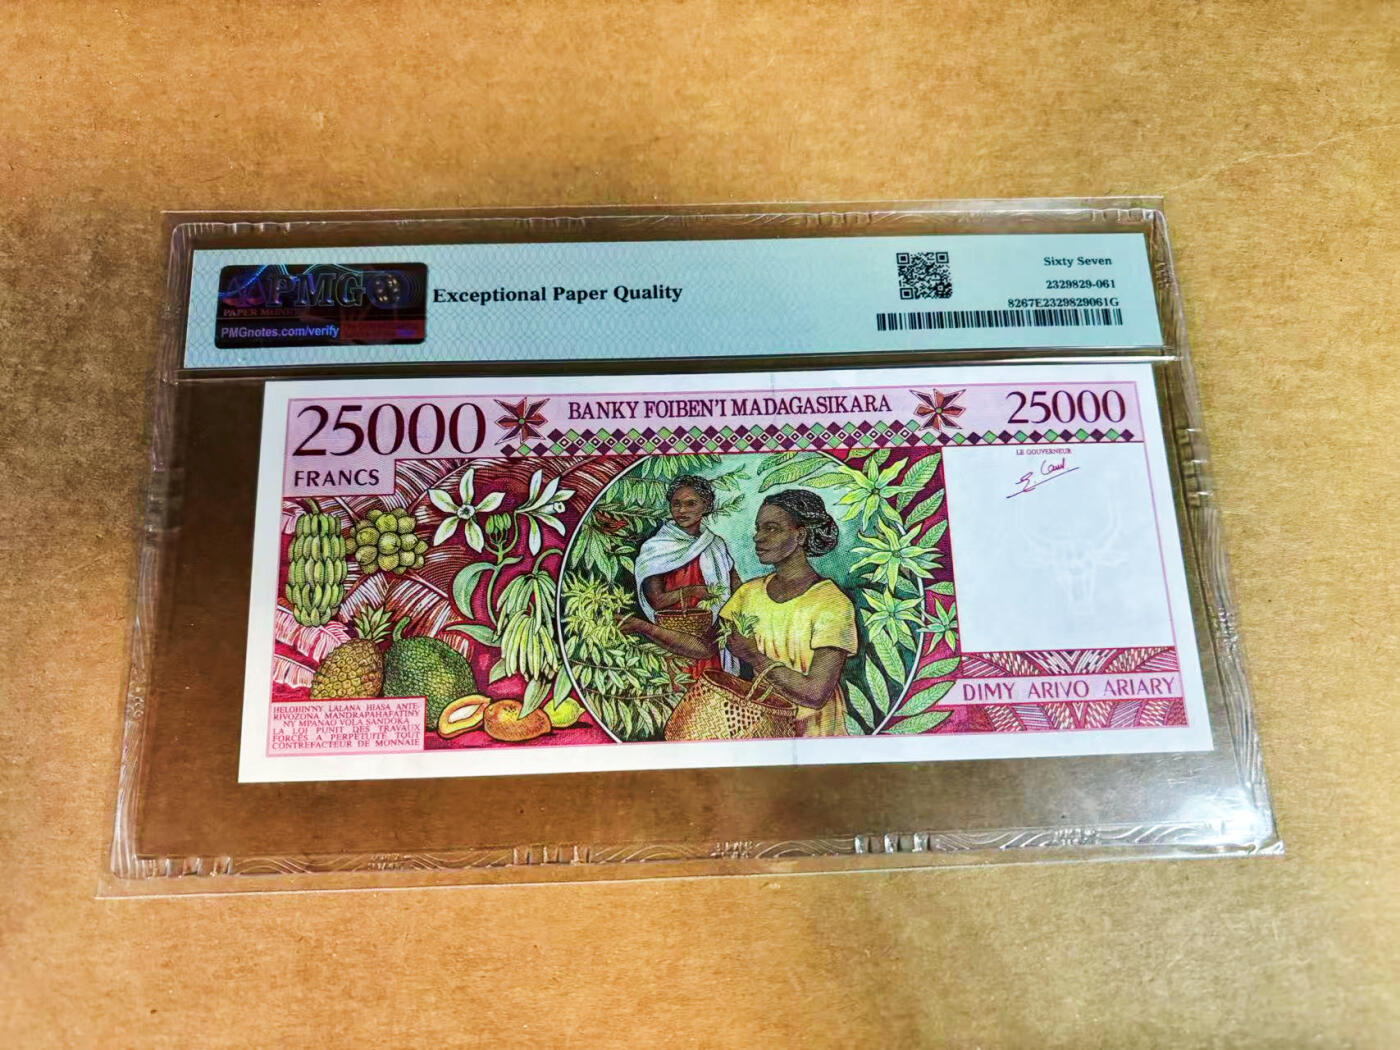 PMG
PAPER MONEY
PMGnotes.com/verify
Exceptional Paper Quality
Sixty Seven
2329829-061
8267E2329829061G
25000
FRANCS
BANKY FOIBEN'I MADAGASIKARA
25000
LE GOUVERNEUR
DIMY ARIVO ARIARY
HELOHIN'NY LALANA HIASA ANTE-
RIVOZONA MANDRAPAHAFATINY
NY MPANAO VOLA SANDOKA
LA LOI PUNIT DES TRAVAUX
FORCES A PERPETUITE TOUT
CONTREFACTEUR DE MONNAIE